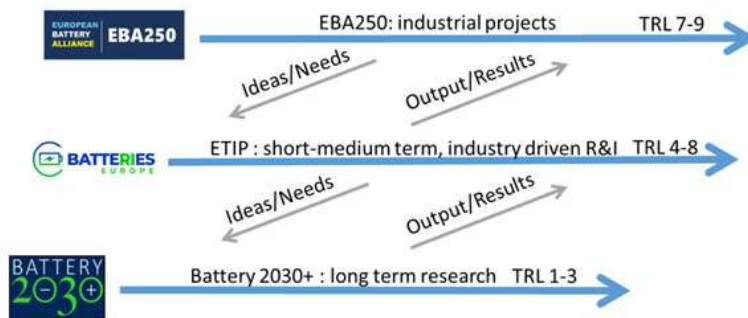 EUROPEAN
BATTERY
ALLIANCE
EBA250
EBA250: industrial projects TRL 7-9
Ideas/Needs
Output/Results
BATTERIES
EUROPE
ETIP : short-medium term, industry driven R&I TRL 4-8
Ideas/Needs
Output/Results
BATTERY
2030+
Battery 2030+ : long term research TRL 1-3